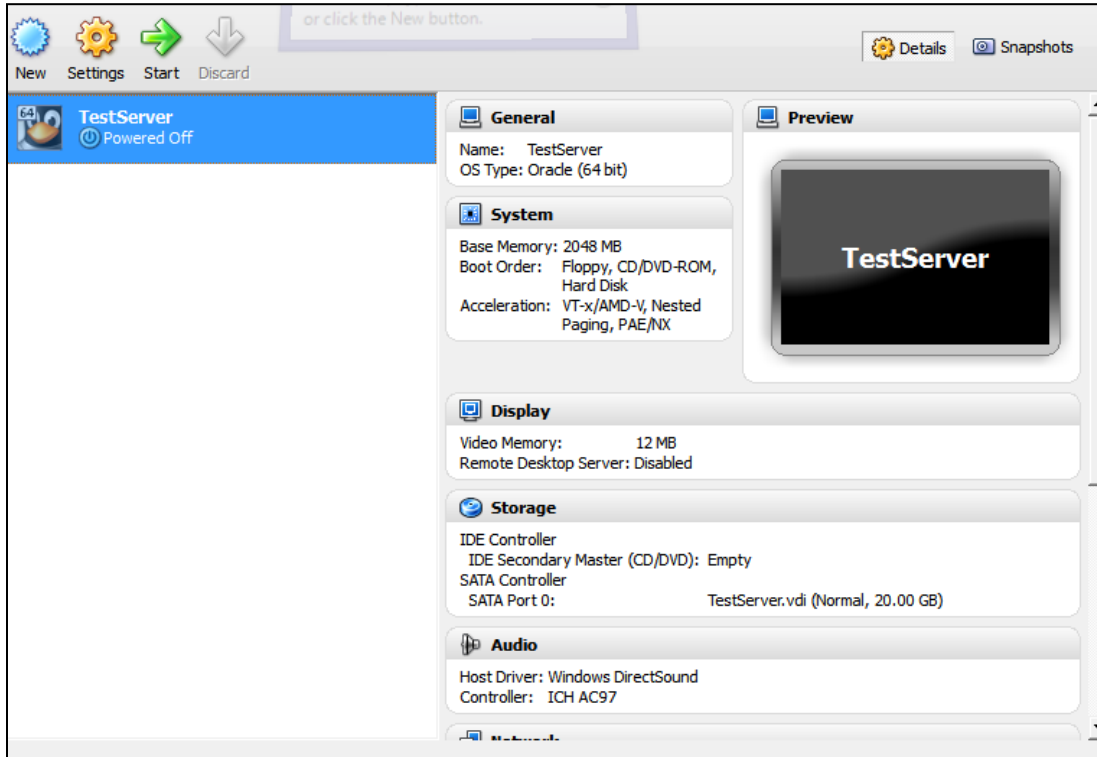 or click the New button.
New Settings Start Discard
Details Snapshots
64
TestServer
Powered Off
General
Name: TestServer
OS Type: Oracle (64 bit)
System
Base Memory: 2048 MB
Boot Order: Floppy, CD/DVD-ROM,
Hard Disk
Acceleration: VT-x/AMD-V, Nested
Paging, PAE/NX
Preview
TestServer
Display
Video Memory: 12 MB
Remote Desktop Server: Disabled
Storage
IDE Controller
IDE Secondary Master (CD/DVD): Empty
SATA Controller
SATA Port 0: TestServer.vdi (Normal, 20.00 GB)
Audio
Host Driver: Windows DirectSound
Controller: ICH AC97
Network